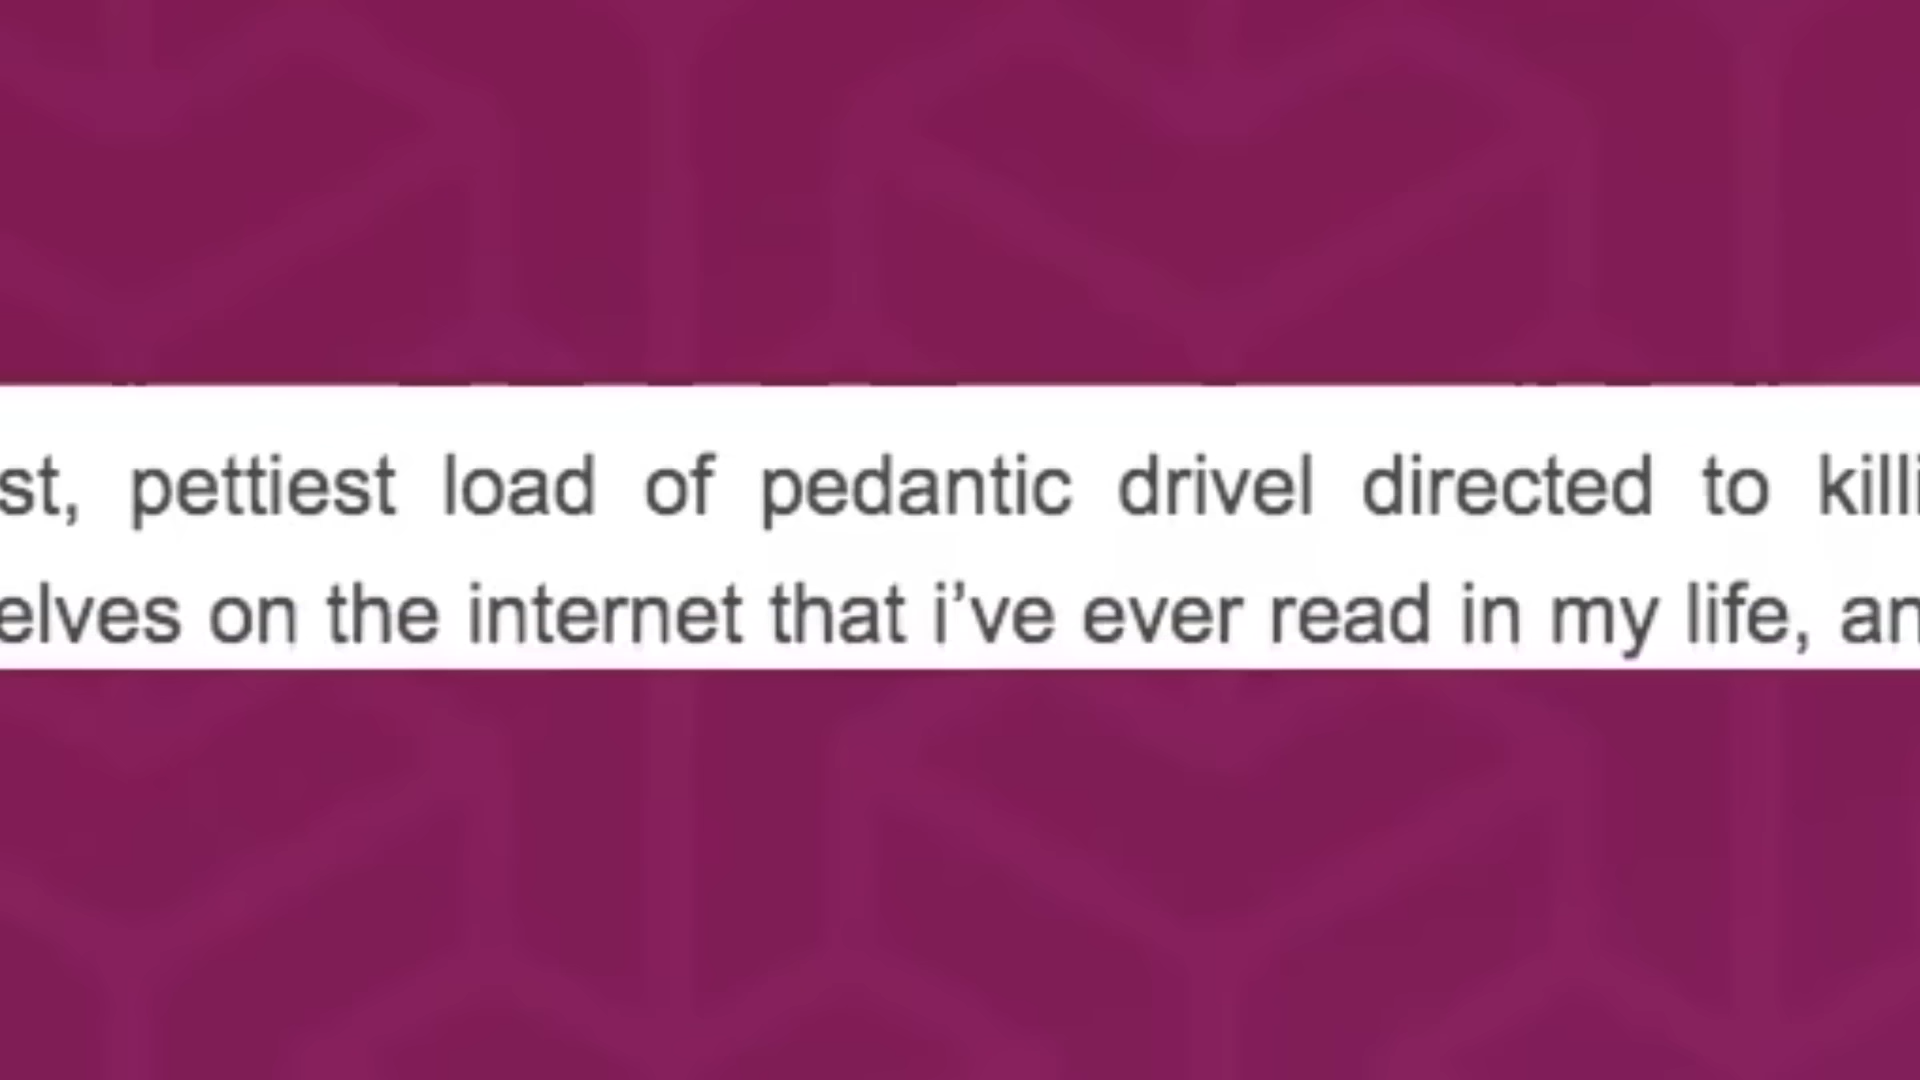 st, pettiest load of pedantic drivel directed to killi
elves on the internet that i've ever read in my life, an